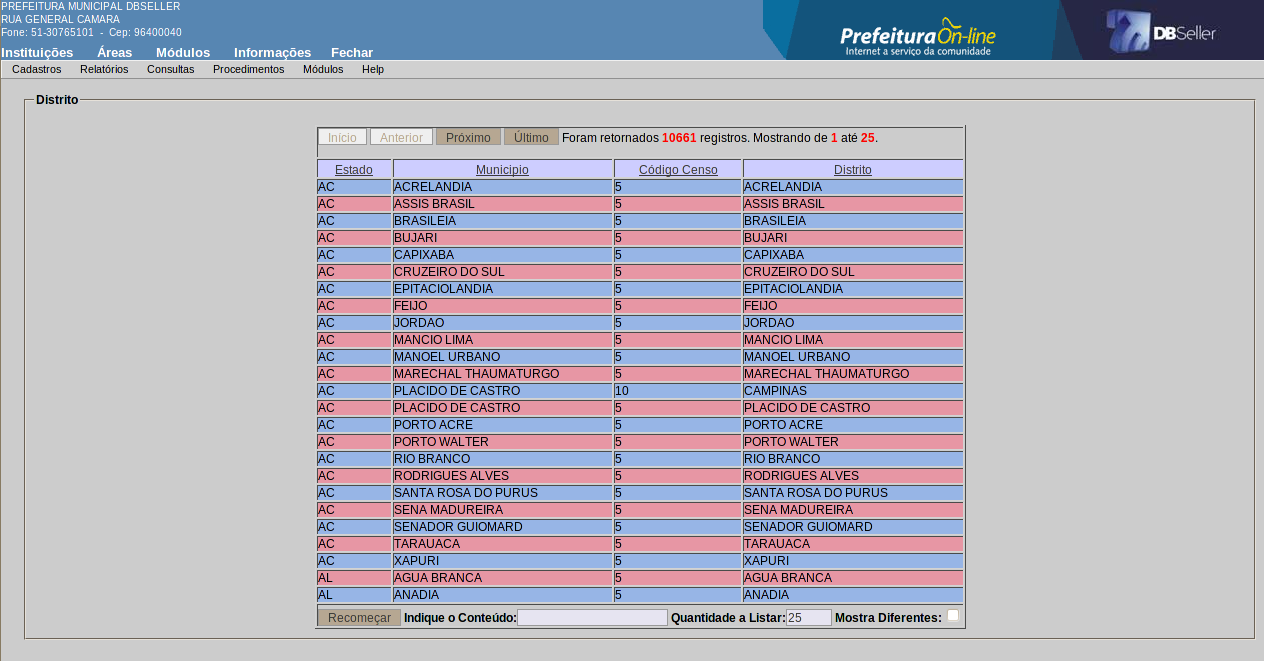 PREFEITURA MUNICIPAL DBSELLER
RUA GENERAL CAMARA
Fone: 51-30765101 - Cep: 96400040
Instituições Áreas Módulos Informações Fechar
Prefeitura On-line
Internet a serviço da comunidade
DBSeller
Cadastros Relatórios Consultas Procedimentos Módulos Help
Distrito
Início Anterior Próximo Último Foram retornados 10661 registros. Mostrando de 1 até 25.
Estado Municipio Código Censo Distrito
AC ACRELANDIA 5 ACRELANDIA
AC ASSIS BRASIL 5 ASSIS BRASIL
AC BRASILEIA 5 BRASILEIA
AC BUJARI 5 BUJARI
AC CAPIXABA 5 CAPIXABA
AC CRUZEIRO DO SUL 5 CRUZEIRO DO SUL
AC EPITACIOLANDIA 5 EPITACIOLANDIA
AC FEIJO 5 FEIJO
AC JORDAO 5 JORDAO
AC MANCIO LIMA 5 MANCIO LIMA
AC MANOEL URBANO 5 MANOEL URBANO
AC MARECHAL THAUMATURGO 5 MARECHAL THAUMATURGO
AC PLACIDO DE CASTRO 10 CAMPINAS
AC PLACIDO DE CASTRO 5 PLACIDO DE CASTRO
AC PORTO ACRE 5 PORTO ACRE
AC PORTO WALTER 5 PORTO WALTER
AC RIO BRANCO 5 RIO BRANCO
AC RODRIGUES ALVES 5 RODRIGUES ALVES
AC SANTA ROSA DO PURUS 5 SANTA ROSA DO PURUS
AC SENA MADUREIRA 5 SENA MADUREIRA
AC SENADOR GUIOMARD 5 SENADOR GUIOMARD
AC TARAUACA 5 TARAUACA
AC XAPURI 5 XAPURI
AL AGUA BRANCA 5 AGUA BRANCA
AL ANADIA 5 ANADIA
Recomeçar Indique o Conteúdo: Quantidade a Listar: 25 Mostra Diferentes: